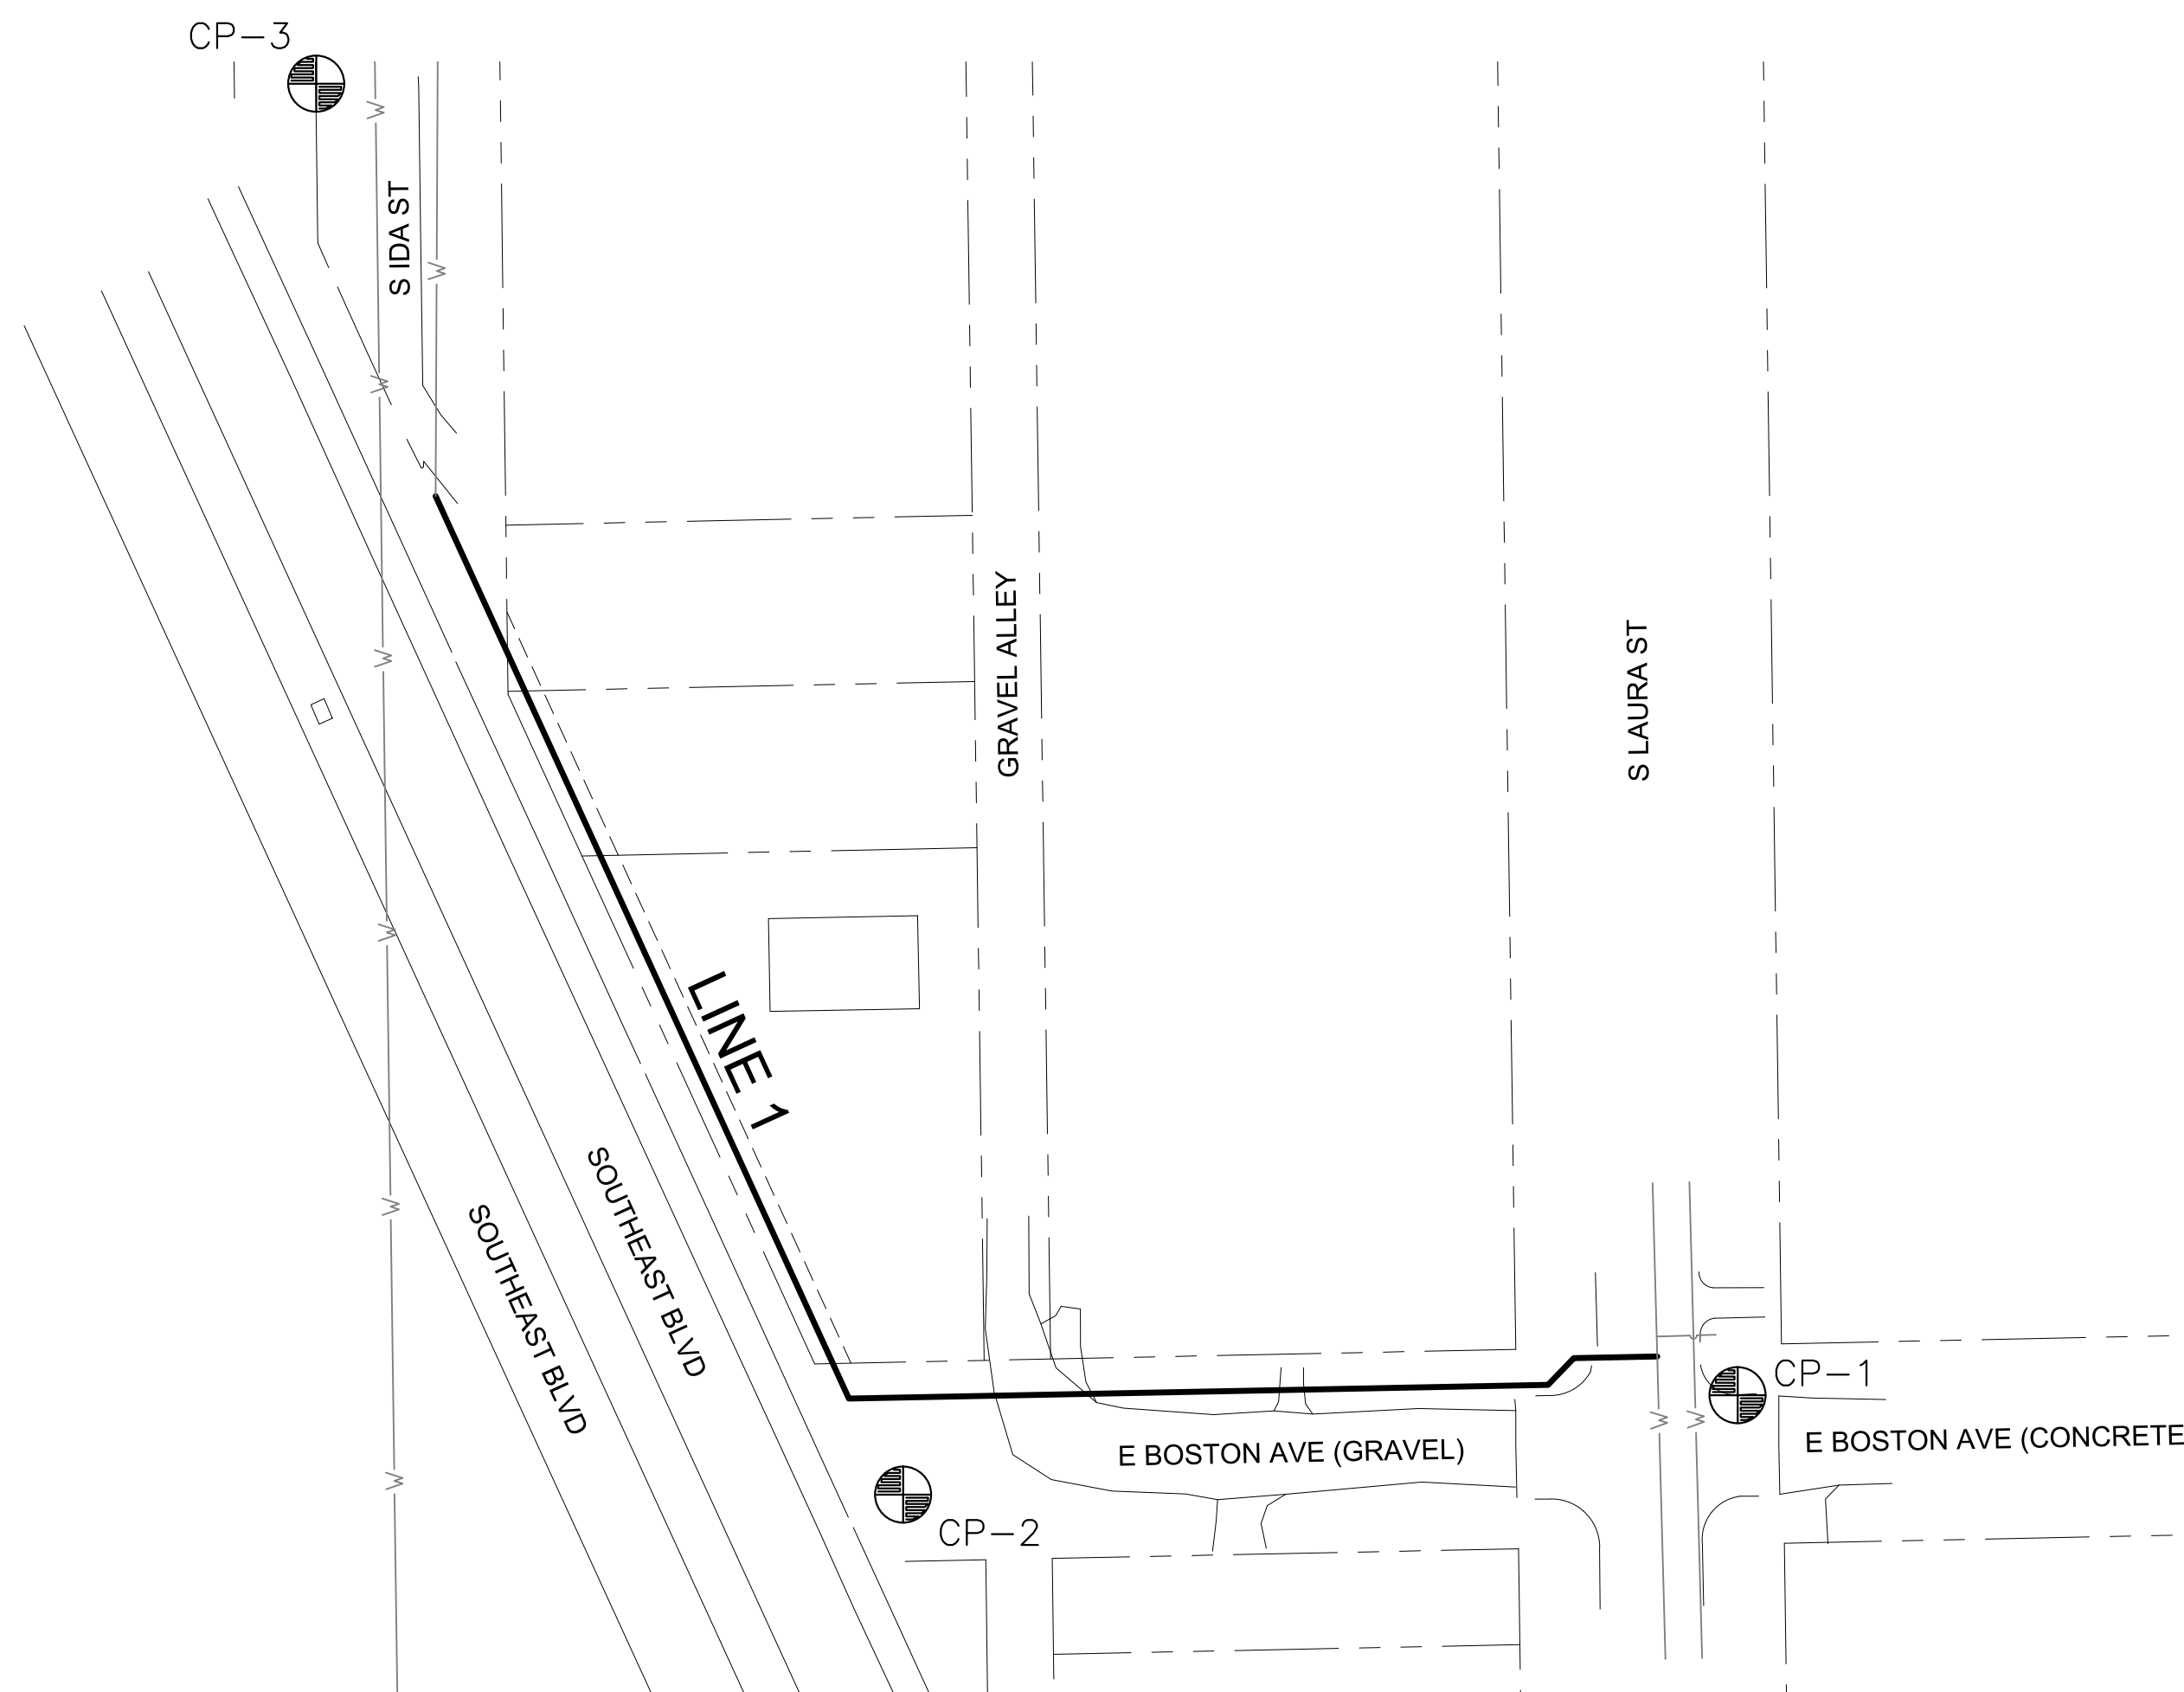 CP-3
S IDA ST
GRAVEL ALLEY
S LAURA ST
LINE 1
SOUTHEAST BLVD
SOUTHEAST BLVD
CP-1
E BOSTON AVE (GRAVEL)
E BOSTON AVE (CONCRETE
CP-2
W
W
W
W
W
W
W
W
W